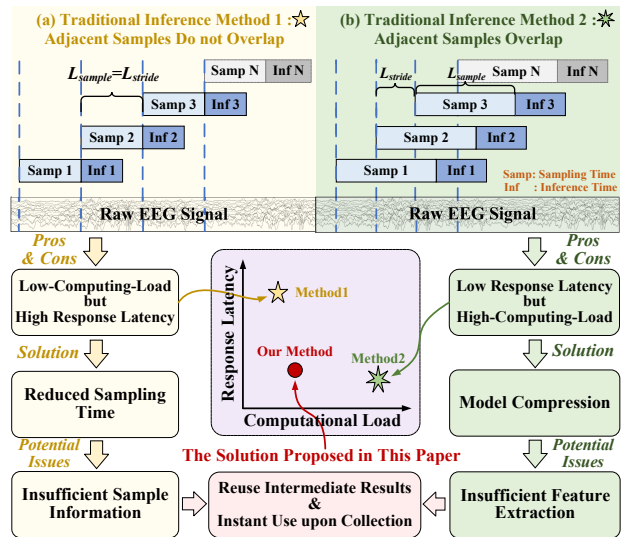 (a) Traditional Inference Method 1 :
Adjacent Samples Do not Overlap
L_sample=L_stride
Samp N Inf N
Samp 3 Inf 3
Samp 2 Inf 2
Samp 1 Inf 1
Raw EEG Signal
(b) Traditional Inference Method 2 :
Adjacent Samples Overlap
L_stride L_sample
Samp N Inf N
Samp 3 Inf 3
Samp 2 Inf 2
Samp 1 Inf 1
Samp: Sampling Time
Inf : Inference Time
Raw EEG Signal
Pros
& Cons
Low-Computing-Load
but
High Response Latency
Solution
Reduced Sampling
Time
Potential
Issues
Insufficient Sample
Information
Response Latency
Method1
Our Method
Method2
Computational Load
The Solution Proposed in This Paper
Reuse Intermediate Results
&
Instant Use upon Collection
Pros
& Cons
Low Response Latency
but
High-Computing-Load
Solution
Model Compression
Potential
Issues
Insufficient Feature
Extraction